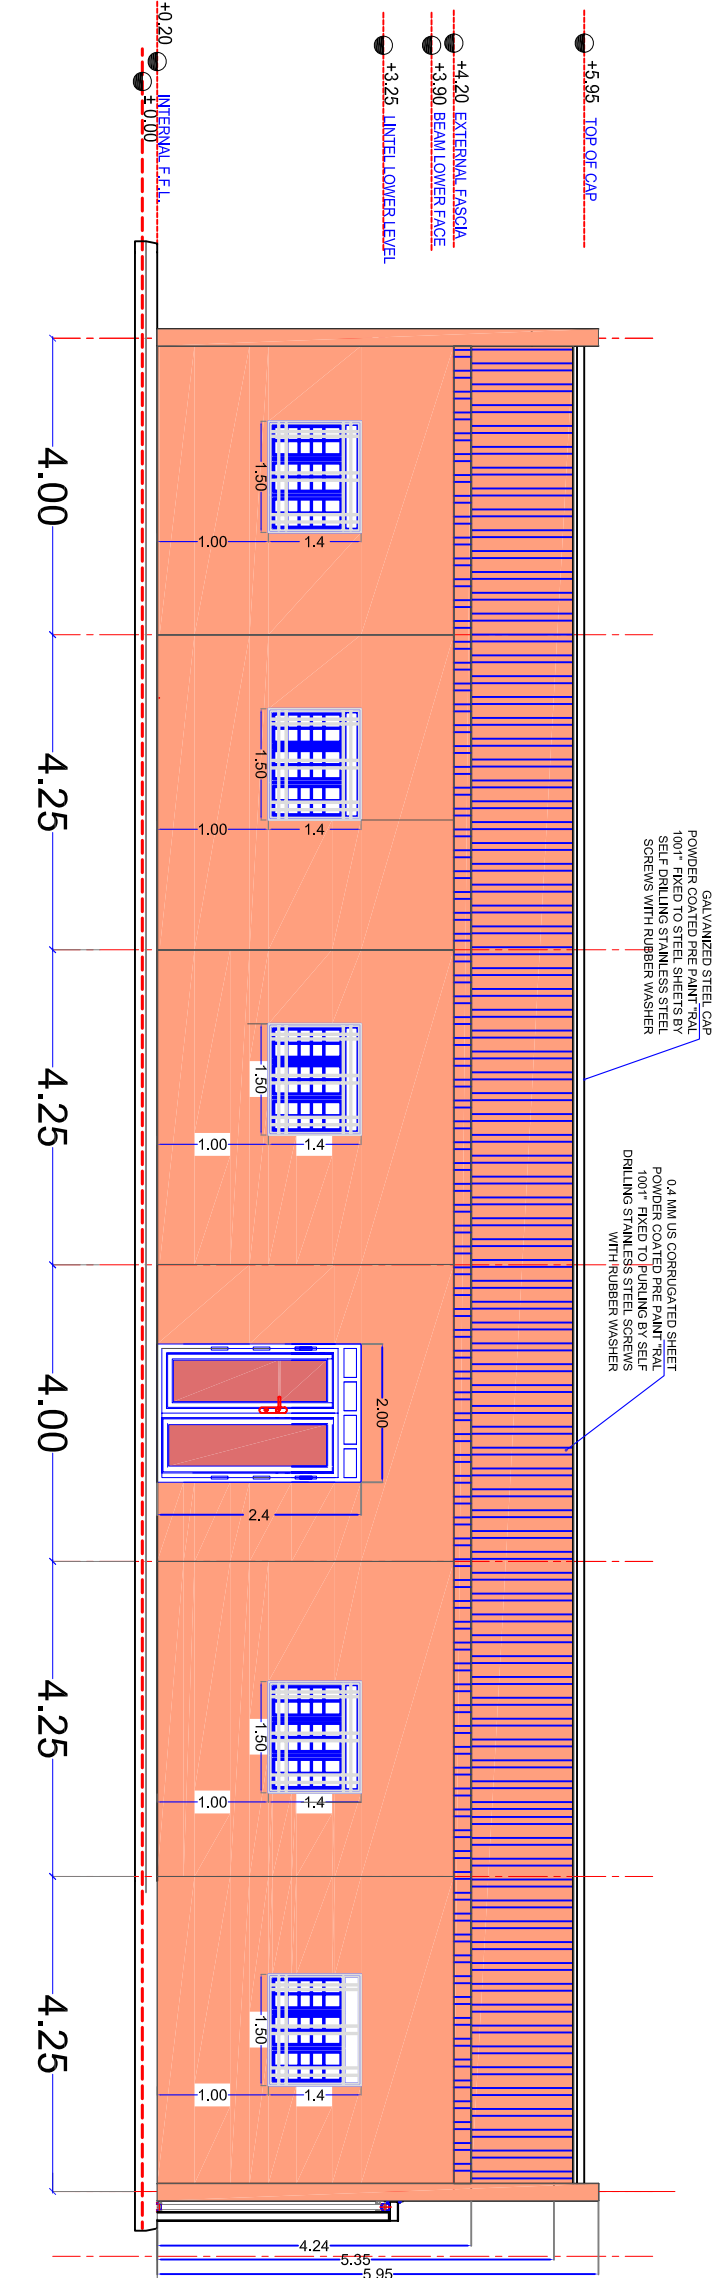 +5.95 TOP OF CAP
+4.20 EXTERNAL FASCIA
+3.90 BEAM LOWER FACE
+3.25 LINTEL LOWER LEVEL
+0.20 INTERNAL F.F.L.
±0.00
GALVANIZED STEEL CAP
POWDER COATED PRE PAINT "RAL
1001" FIXED TO STEEL SHEETS BY
SELF DRILLING STAINLESS STEEL
SCREWS WITH RUBBER WASHER
0.4 MM US CORRUGATED SHEET
POWDER COATED PRE PAINT "RAL
1001" FIXED TO PURLING BY SELF
DRILLING STAINLESS STEEL SCREWS
WITH RUBBER WASHER
1.50
1.4
1.00
1.50
1.4
1.00
1.50
1.4
1.00
2.00
2.4
1.50
1.4
1.00
1.50
1.4
1.00
4.24
5.35
5.95
4.00
4.25
4.25
4.00
4.25
4.25